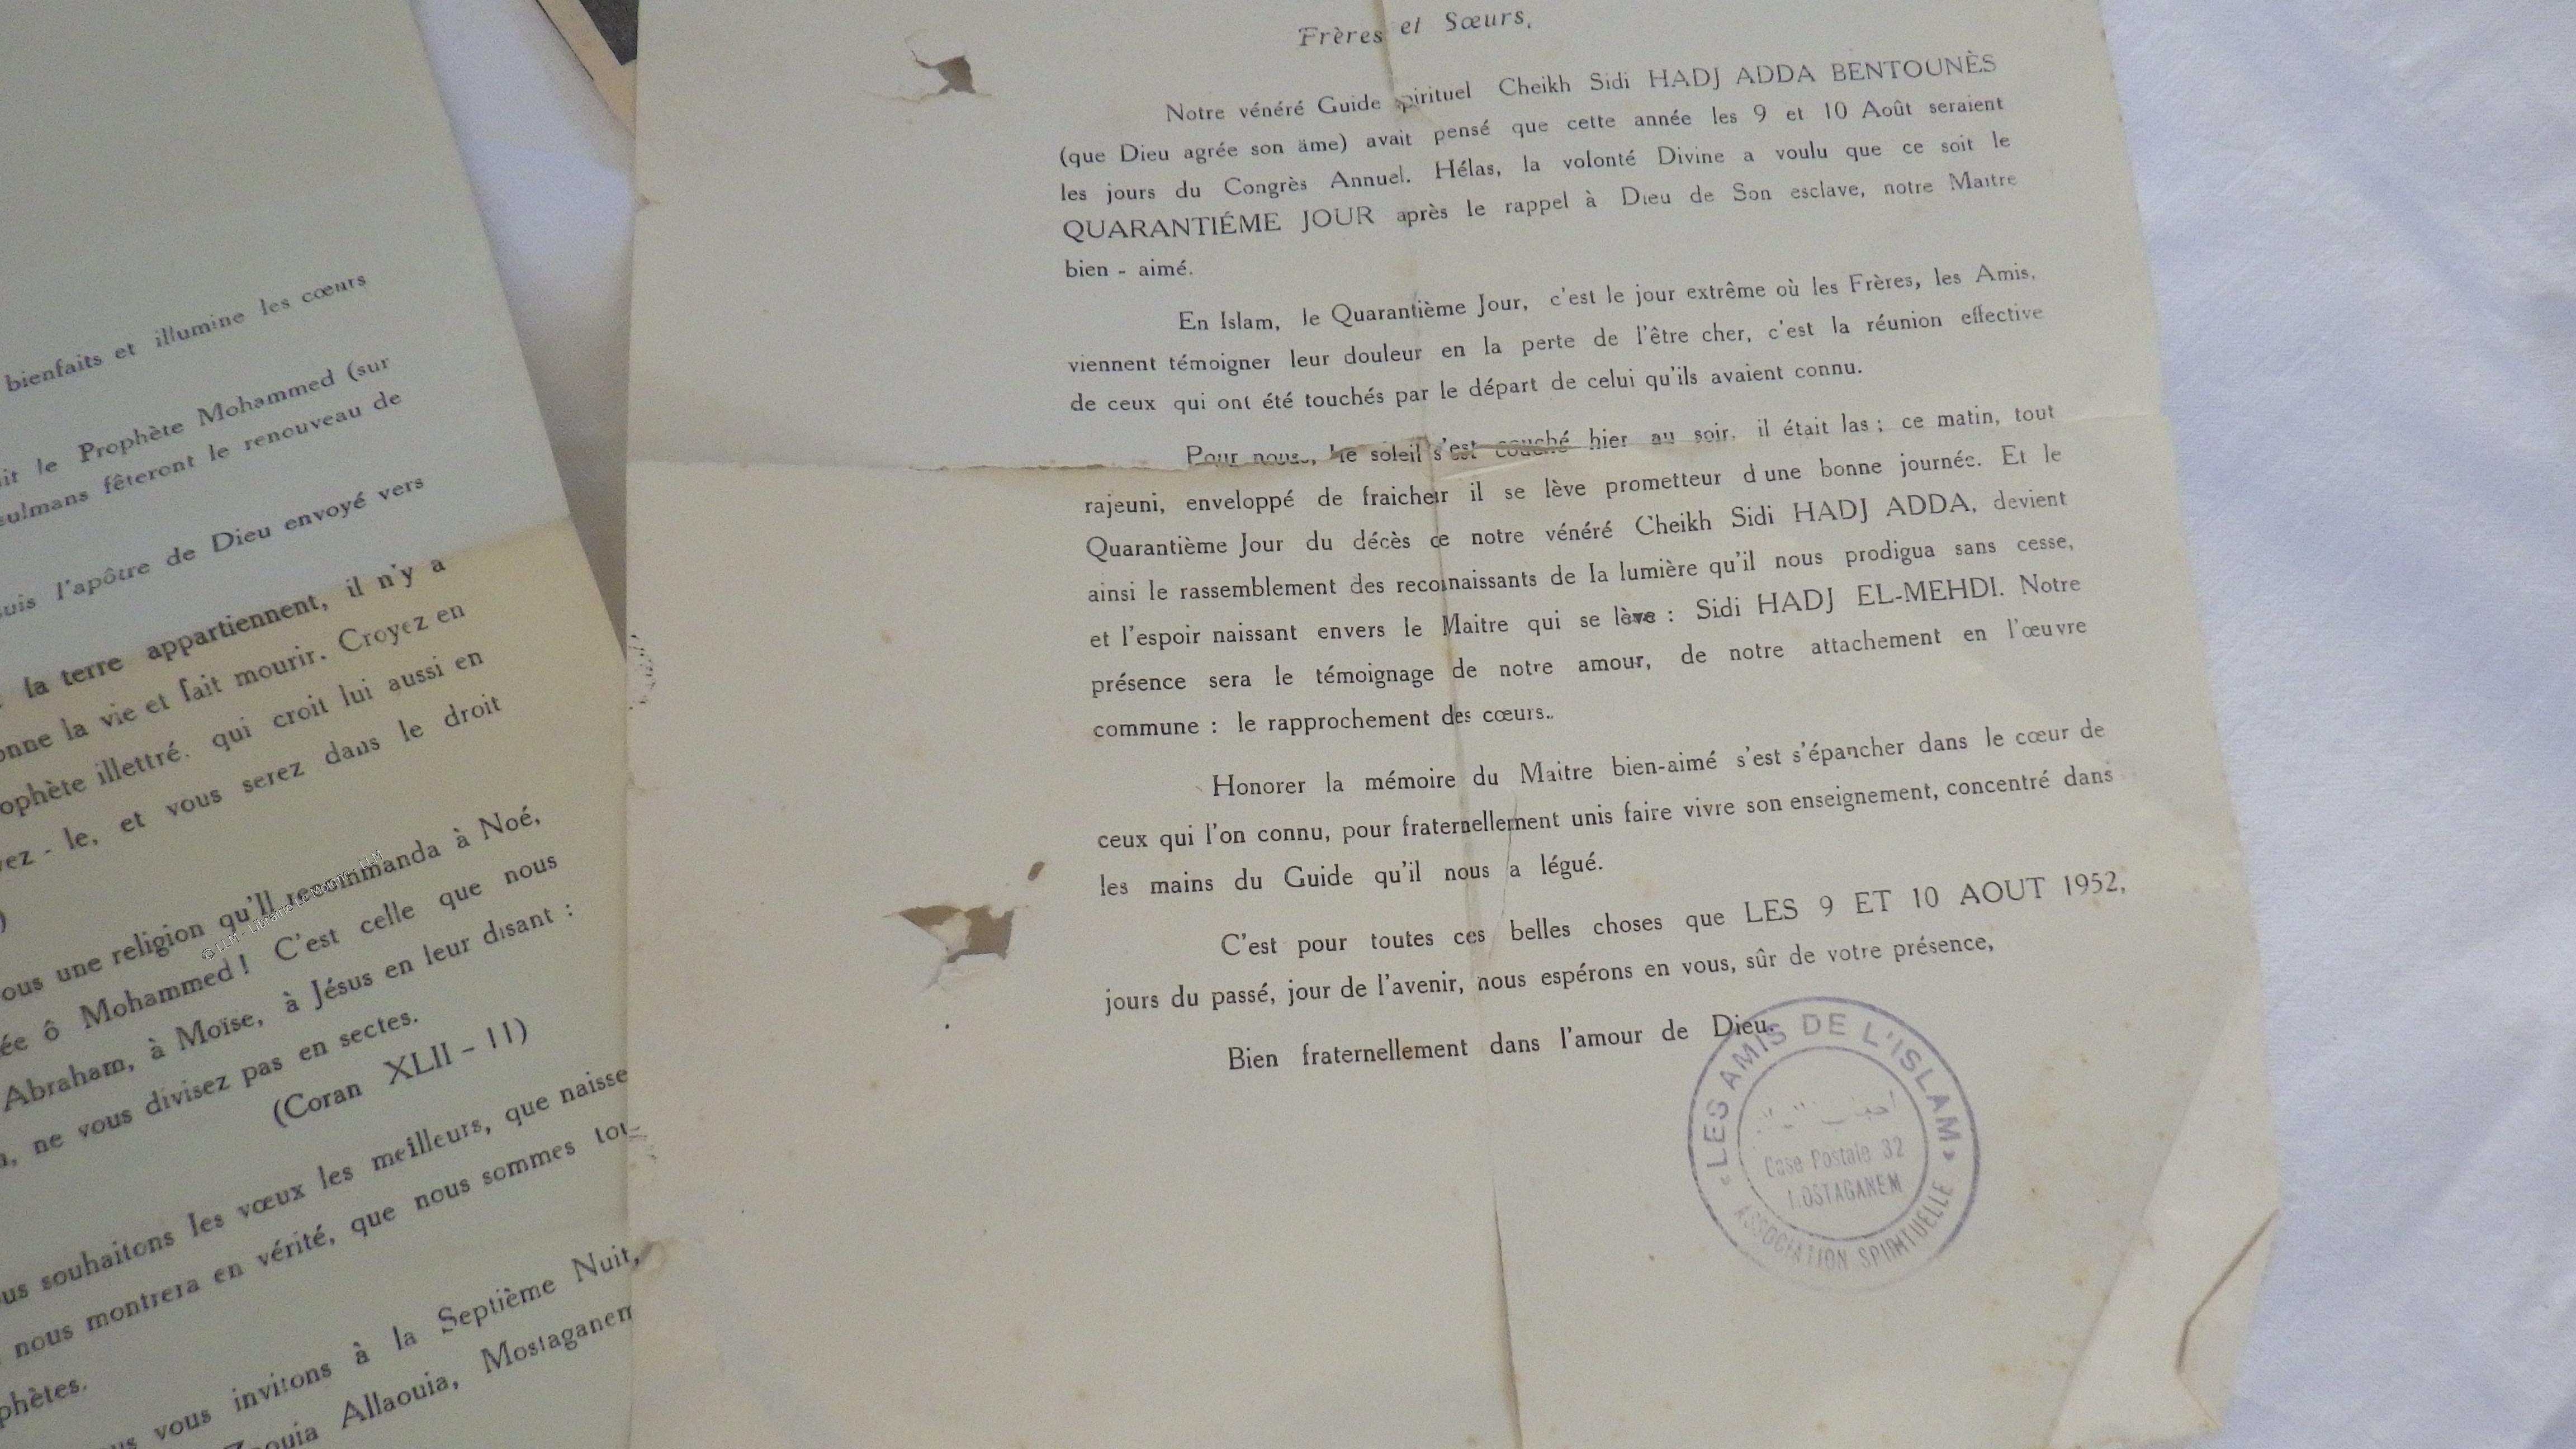 bienfaits et illumine les cœurs
le Prophète Mohammed (sur
fêteront le renouveau de
l'apôtre de Dieu envoyé vers
la terre appartiennent, il n'y a
la vie et fait mourir. Croyez en
illettré. qui croit lui aussi en
le, et vous serez dans le droit
)
une religion qu'Il recommanda à Noé,
ô Mohammed ! C'est celle que nous
Abraham, à Moïse, à Jésus en leur disant :
ne vous divisez pas en sectes.
(Coran XLII - 11)
souhaitons les vœux les meilleurs, que naisse
nous montrera en vérité, que nous sommes
vous invitons à la Septième Nuit,
Allaouia, Mostaganem
© LLM - Librairie Le Moinne - LLM
Frères et Sœurs,
Notre vénéré Guide spirituel Cheikh Sidi HADJ ADDA BENTOUNÈS
(que Dieu agrée son äme) avait pensé que cette année les 9 et 10 Août seraient
les jours du Congrès Annuel. Hélas, la volonté Divine a voulu que ce soit le
QUARANTIÉME JOUR après le rappel à Dieu de Son esclave, notre Maitre
bien - aimé.
En Islam, le Quarantième Jour, c'est le jour extrême où les Frères, les Amis,
viennent témoigner leur douleur en la perte de l'être cher, c'est la réunion effective
de ceux qui ont été touchés par le départ de celui qu'ils avaient connu.
Pour nous, le soleil s'est couché hier au soir, il était las ; ce matin, tout
rajeuni, enveloppé de fraicheur il se lève prometteur d une bonne journée. Et le
Quarantième Jour du décès de notre vénéré Cheikh Sidi HADJ ADDA, devient
ainsi le rassemblement des reconnaissants de la lumière qu'il nous prodigua sans cesse,
et l'espoir naissant envers le Maitre qui se lève : Sidi HADJ EL-MEHDI. Notre
présence sera le témoignage de notre amour, de notre attachement en l'œuvre
commune : le rapprochement des cœurs..
Honorer la mémoire du Maitre bien-aimé s'est s'épancher dans le cœur de
ceux qui l'on connu, pour fraternellement unis faire vivre son enseignement, concentré dans
les mains du Guide qu'il nous a légué.
C'est pour toutes ces belles choses que LES 9 ET 10 AOUT 1952,
jours du passé, jour de l'avenir, nous espérons en vous, sûr de votre présence,
Bien fraternellement dans l'amour de Dieu.
« LES AMIS DE L'ISLAM »
Case Postale 32
MOSTAGANEM
ASSOCIATION SPIRITUELLE